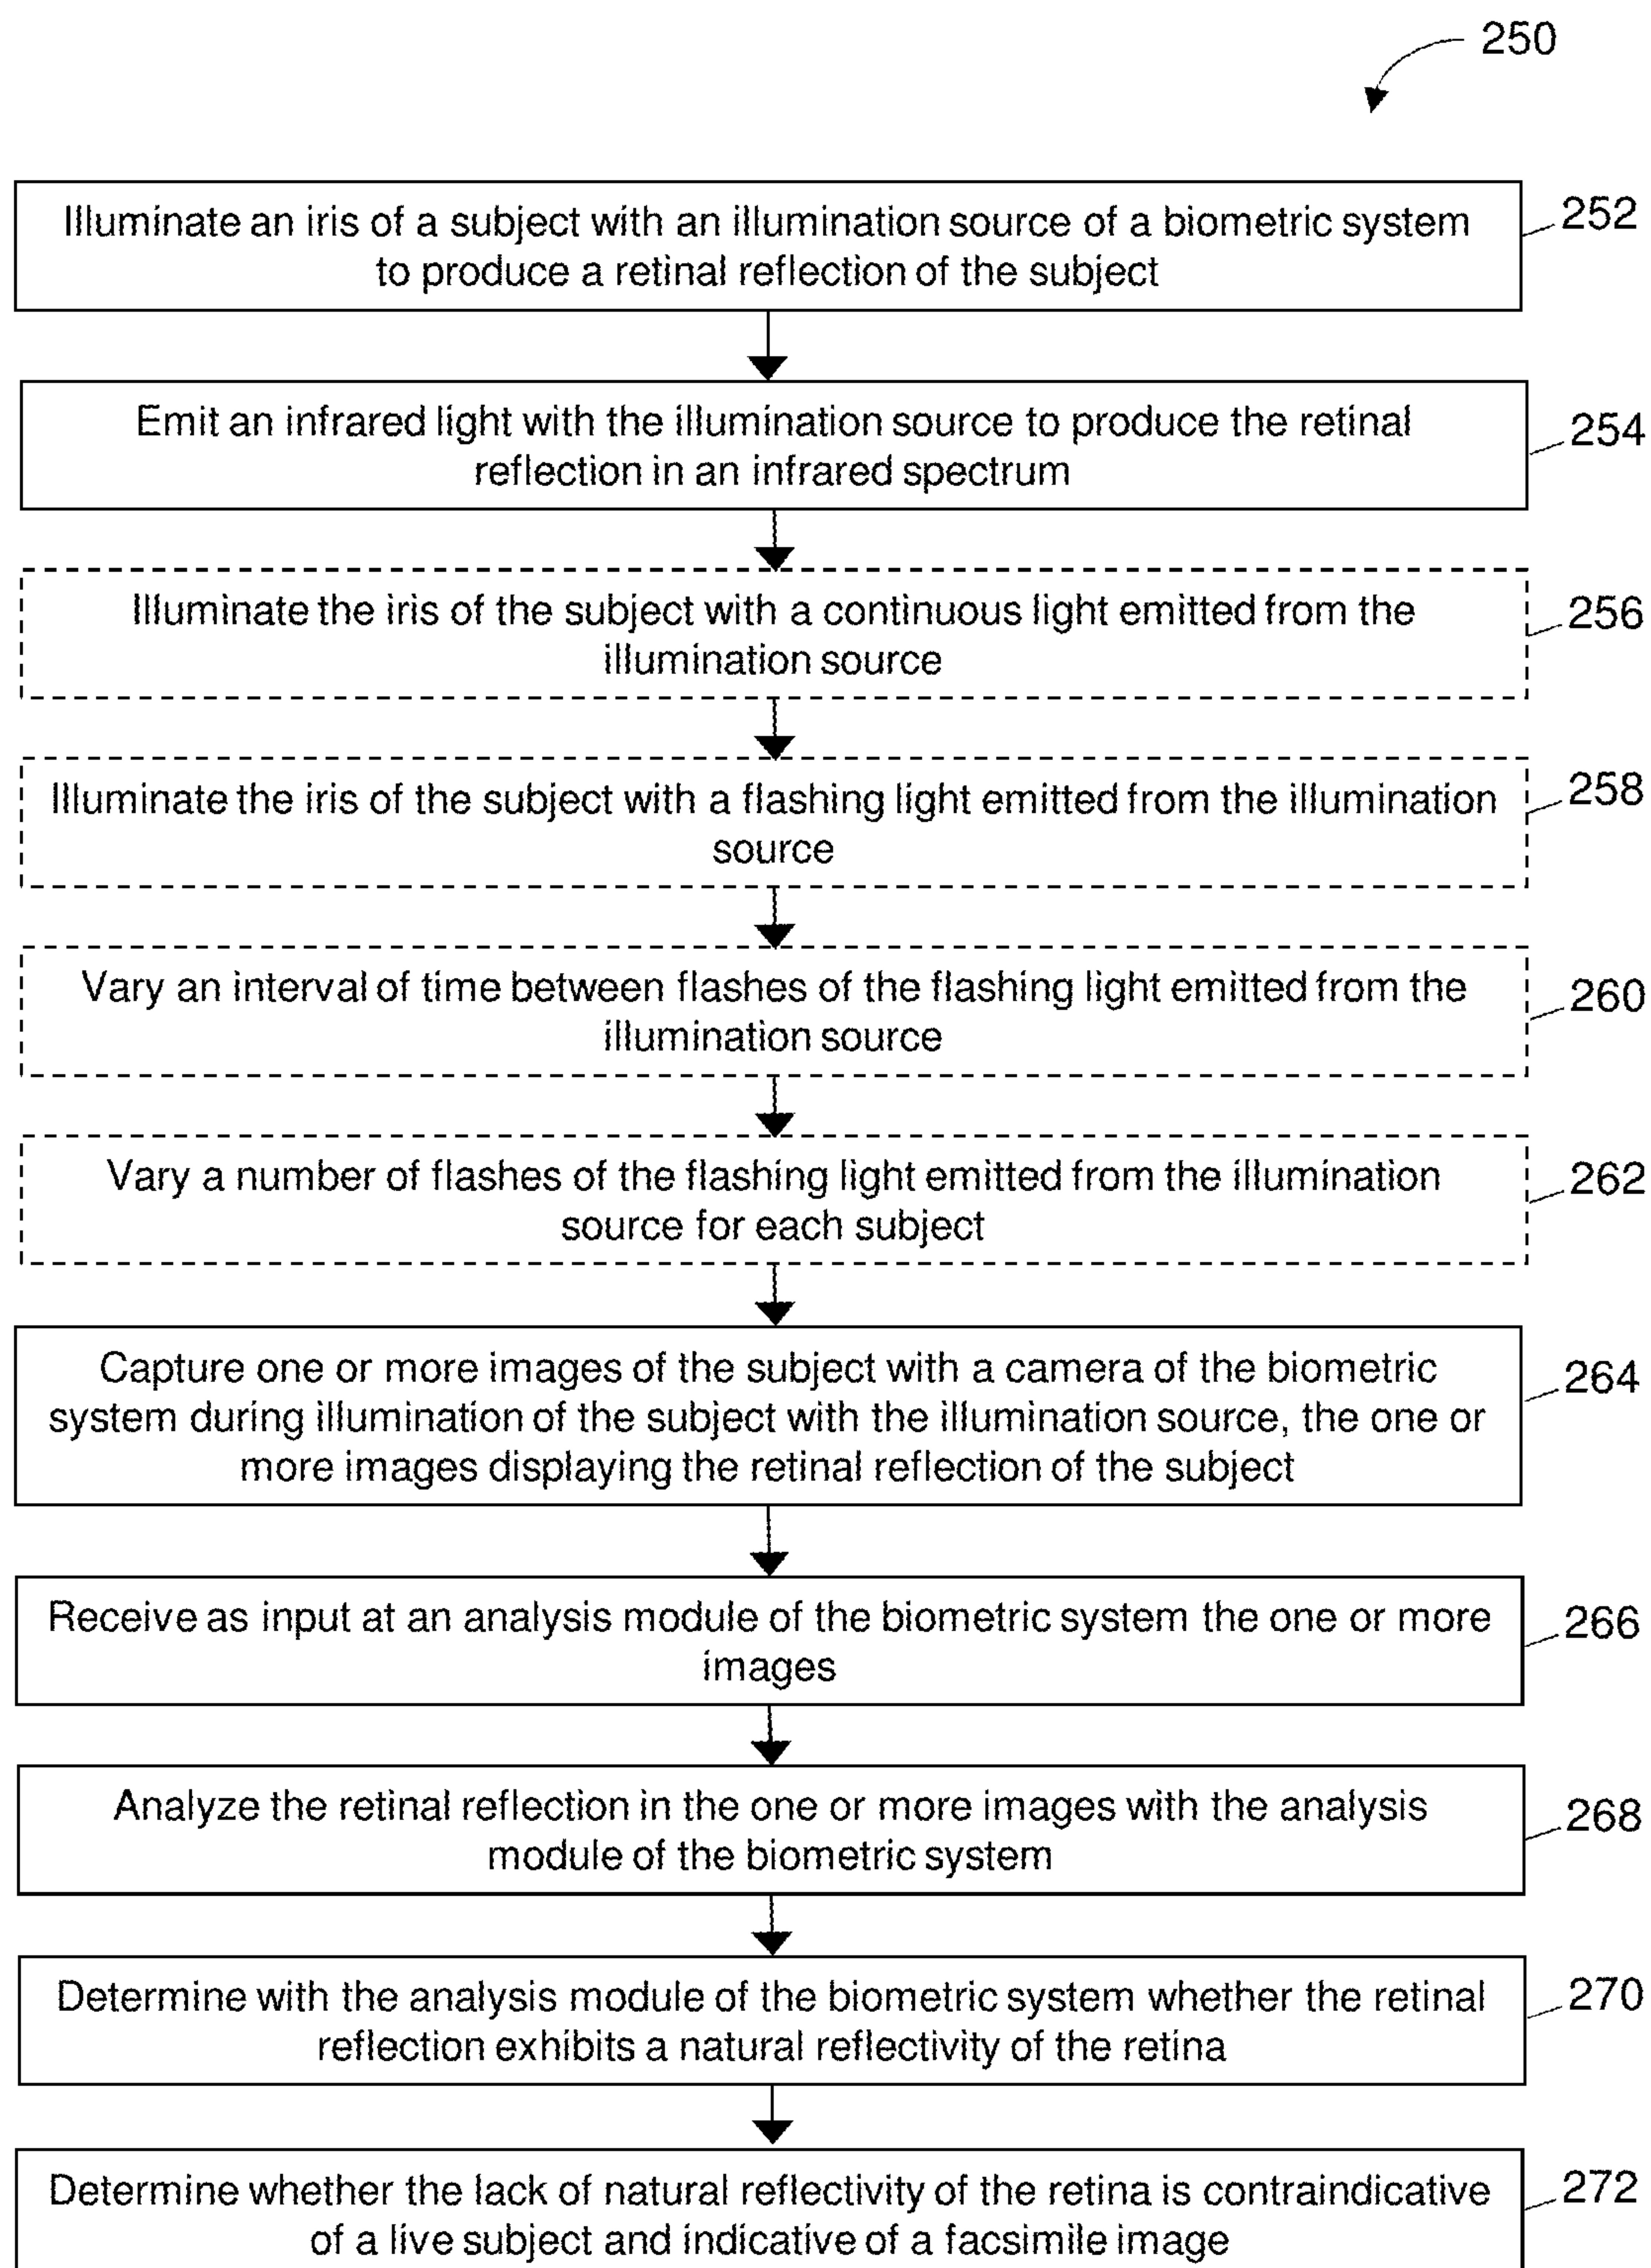 250
Illuminate an iris of a subject with an illumination source of a biometric system
to produce a retinal reflection of the subject
252
Emit an infrared light with the illumination source to produce the retinal
reflection in an infrared spectrum
254
Illuminate the iris of the subject with a continuous light emitted from the
illumination source
256
Illuminate the iris of the subject with a flashing light emitted from the illumination
source
258
Vary an interval of time between flashes of the flashing light emitted from the
illumination source
260
Vary a number of flashes of the flashing light emitted from the illumination
source for each subject
262
Capture one or more images of the subject with a camera of the biometric
system during illumination of the subject with the illumination source, the one or
more images displaying the retinal reflection of the subject
264
Receive as input at an analysis module of the biometric system the one or more
images
266
Analyze the retinal reflection in the one or more images with the analysis
module of the biometric system
268
Determine with the analysis module of the biometric system whether the retinal
reflection exhibits a natural reflectivity of the retina
270
Determine whether the lack of natural reflectivity of the retina is contraindicative
of a live subject and indicative of a facsimile image
272